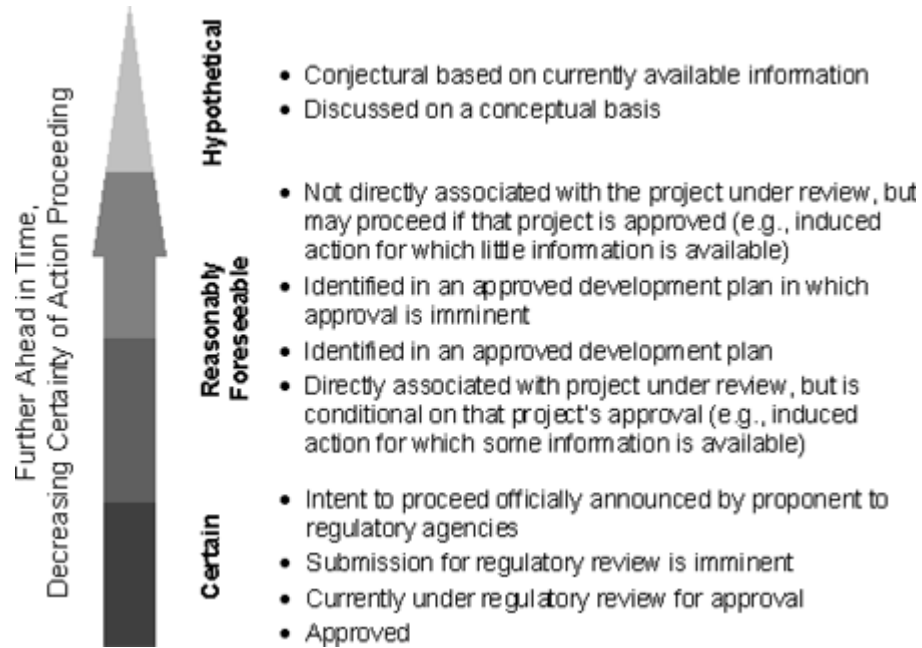 Further Ahead in Time,
Decreasing Certainty of Action Proceeding
Hypothetical
• Conjectural based on currently available information
• Discussed on a conceptual basis
Reasonably
Foreseeable
• Not directly associated with the project under review, but
may proceed if that project is approved (e.g., induced
action for which little information is available)
• Identified in an approved development plan in which
approval is imminent
• Identified in an approved development plan
• Directly associated with project under review, but is
conditional on that project's approval (e.g., induced
action for which some information is available)
Certain
• Intent to proceed officially announced by proponent to
regulatory agencies
• Submission for regulatory review is imminent
• Currently under regulatory review for approval
• Approved